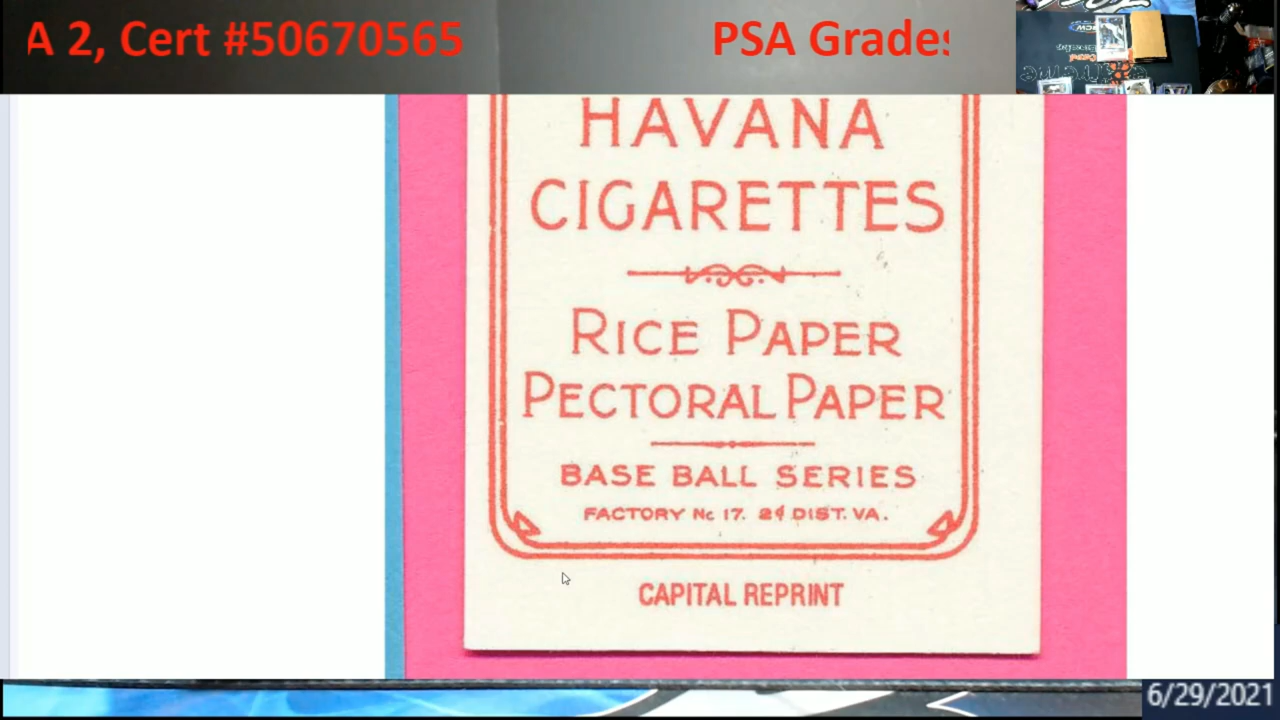 A 2, Cert #50670565 PSA Grades
HAVANA
CIGARETTES
RICE PAPER
PECTORAL PAPER
BASE BALL SERIES
FACTORY No 17. 2d DIST. VA.
CAPITAL REPRINT
6/29/2021